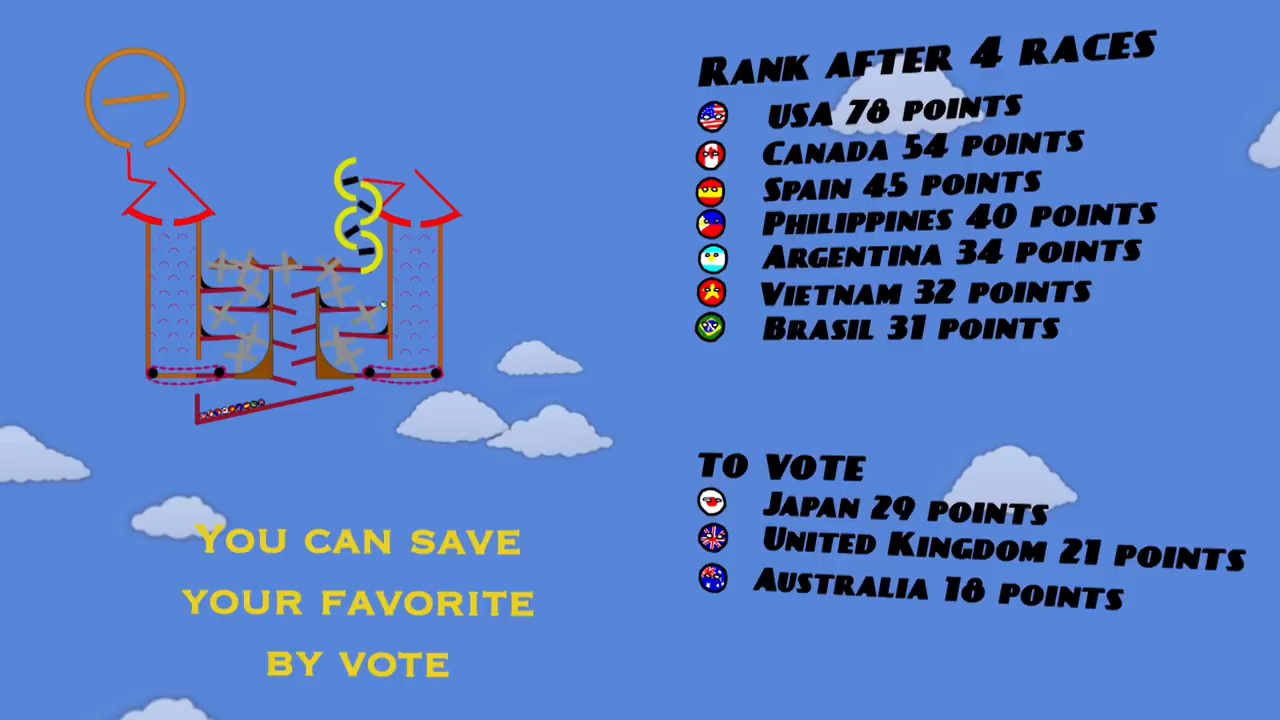 Rank after 4 races
USA 78 points
Canada 54 points
Spain 45 points
Philippines 40 points
Argentina 34 points
Vietnam 32 points
Brasil 31 points
To vote
Japan 29 points
United Kingdom 21 points
Australia 18 points
You can save
your favorite
by vote